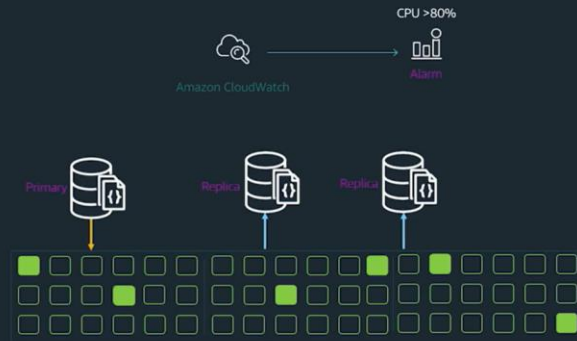 CPU >80%
Amazon CloudWatch
Alarm
Primary
Replica
Replica
{}
{}
{}